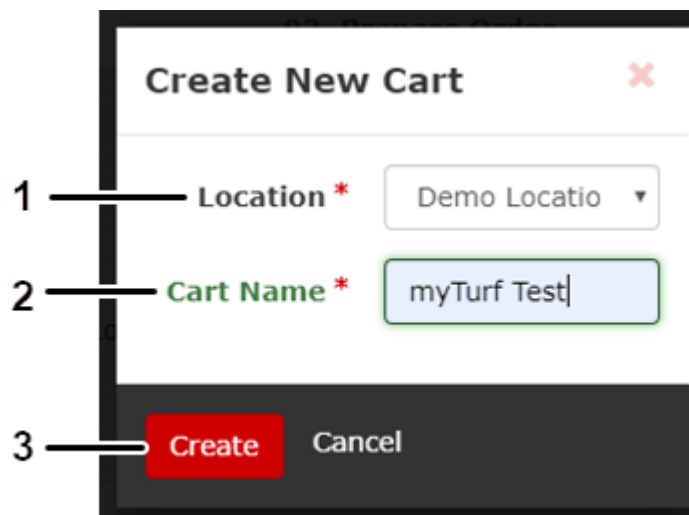 Create New Cart ✖
1 Location * Demo Locatio ▼
2 Cart Name * myTurf Test
3 Create Cancel